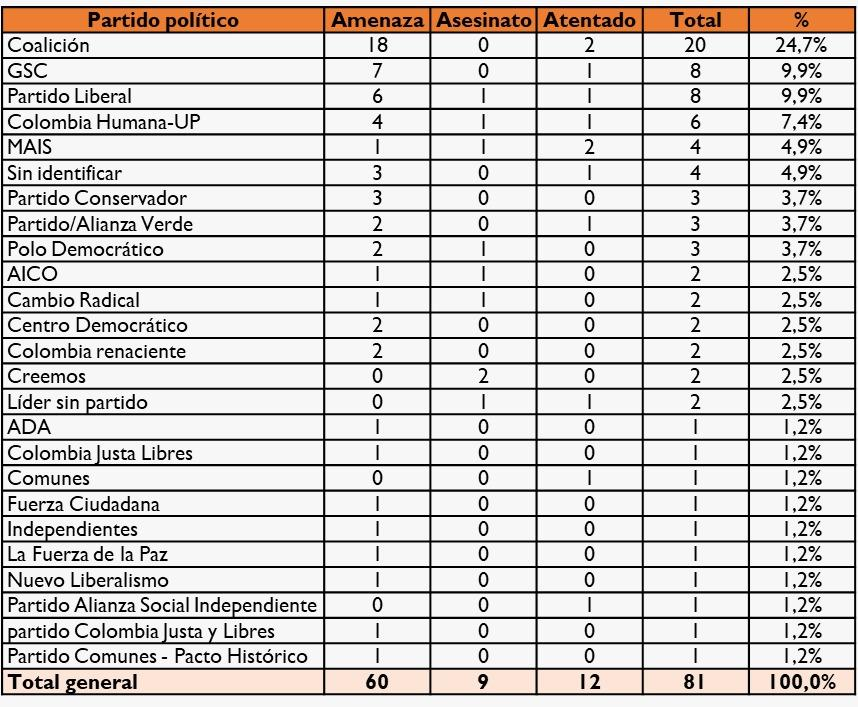 Partido político Amenaza Asesinato Atentado Total %
Coalición 18 0 2 20 24,7%
GSC 7 0 1 8 9,9%
Partido Liberal 6 1 1 8 9,9%
Colombia Humana-UP 4 1 1 6 7,4%
MAIS 1 1 2 4 4,9%
Sin identificar 3 0 1 4 4,9%
Partido Conservador 3 0 0 3 3,7%
Partido/Alianza Verde 2 0 1 3 3,7%
Polo Democrático 2 1 0 3 3,7%
AICO 1 1 0 2 2,5%
Cambio Radical 1 1 0 2 2,5%
Centro Democrático 2 0 0 2 2,5%
Colombia renaciente 2 0 0 2 2,5%
Creemos 0 2 0 2 2,5%
Líder sin partido 0 1 1 2 2,5%
ADA 1 0 0 1 1,2%
Colombia Justa Libres 1 0 0 1 1,2%
Comunes 0 0 1 1 1,2%
Fuerza Ciudadana 1 0 0 1 1,2%
Independientes 1 0 0 1 1,2%
La Fuerza de la Paz 1 0 0 1 1,2%
Nuevo Liberalismo 1 0 0 1 1,2%
Partido Alianza Social Independiente 0 0 1 1 1,2%
partido Colombia Justa y Libres 1 0 0 1 1,2%
Partido Comunes - Pacto Histórico 1 0 0 1 1,2%
Total general 60 9 12 81 100,0%